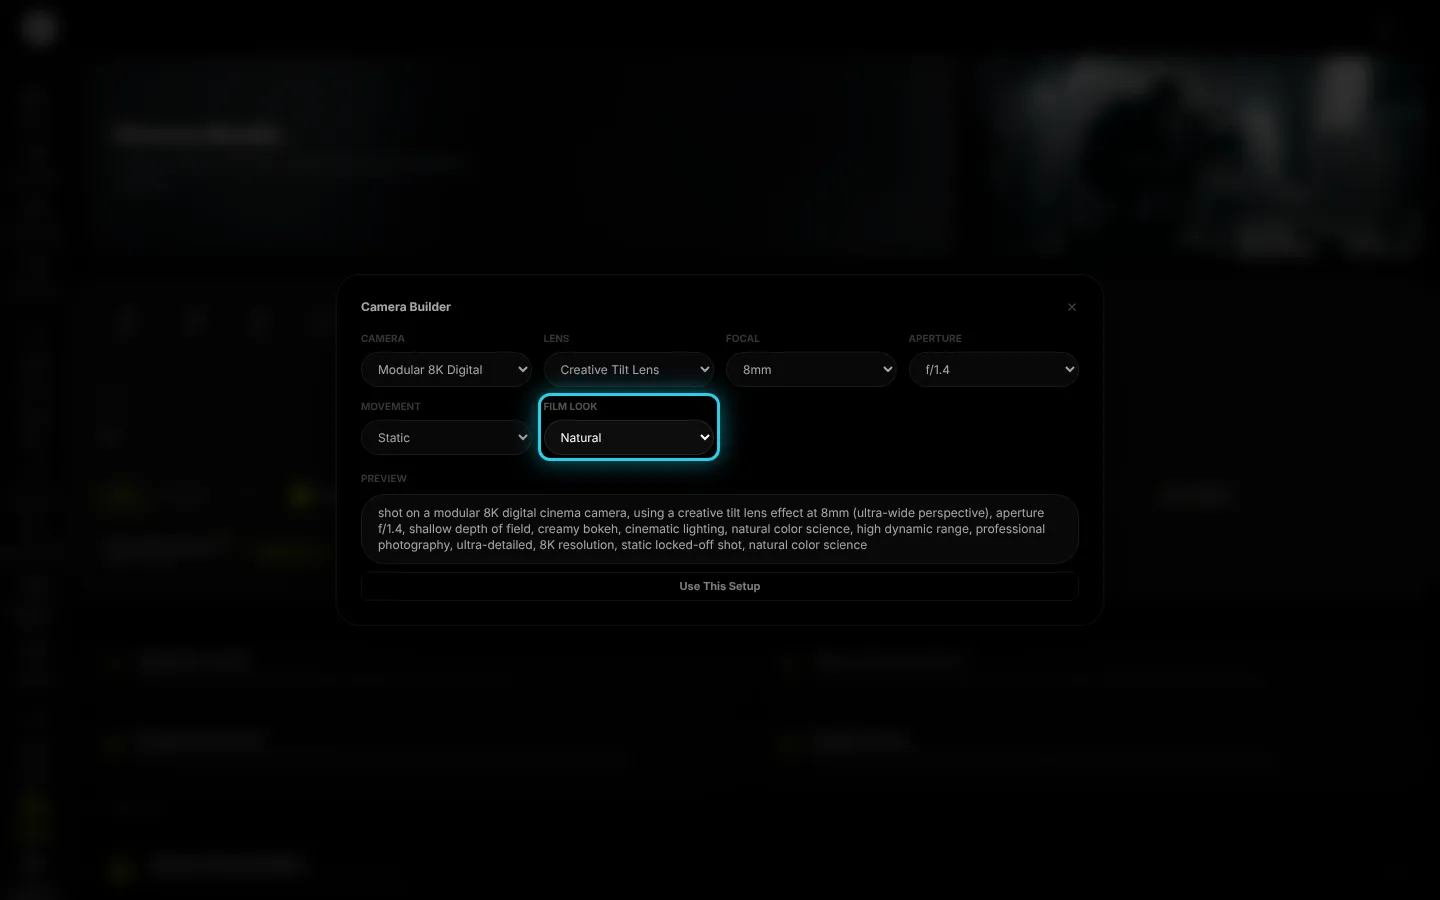 Camera Builder
×
CAMERA
LENS
FOCAL
APERTURE
Modular 8K Digital
Creative Tilt Lens
8mm
f/1.4
MOVEMENT
FILM LOOK
Static
Natural
PREVIEW
shot on a modular 8K digital cinema camera, using a creative tilt lens effect at 8mm (ultra-wide perspective), aperture
f/1.4, shallow depth of field, creamy bokeh, cinematic lighting, natural color science, high dynamic range, professional
photography, ultra-detailed, 8K resolution, static locked-off shot, natural color science
Use This Setup